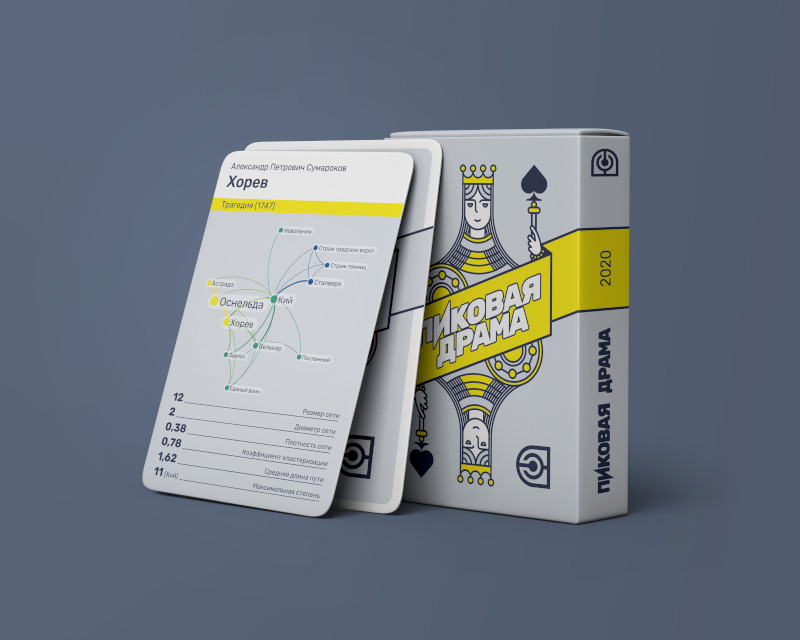 Александр Петрович Сумароков
Хорев
Трагедия (1747)
Невольник
Страж градских ворот
Страж темниц
Сталверх
Астрада
Оснельда
Кий
Хорев
Велькар
Завлох
Посланный
Единый воин
12 Размер сети
2 Диаметр сети
0,38 Плотность сети
0,78 Коэффициент кластеризации
1,62 Средняя длина пути
11 (Кий) Максимальная степень
ПИКОВАЯ
ДРАМА
2020
ПИКОВАЯ ДРАМА